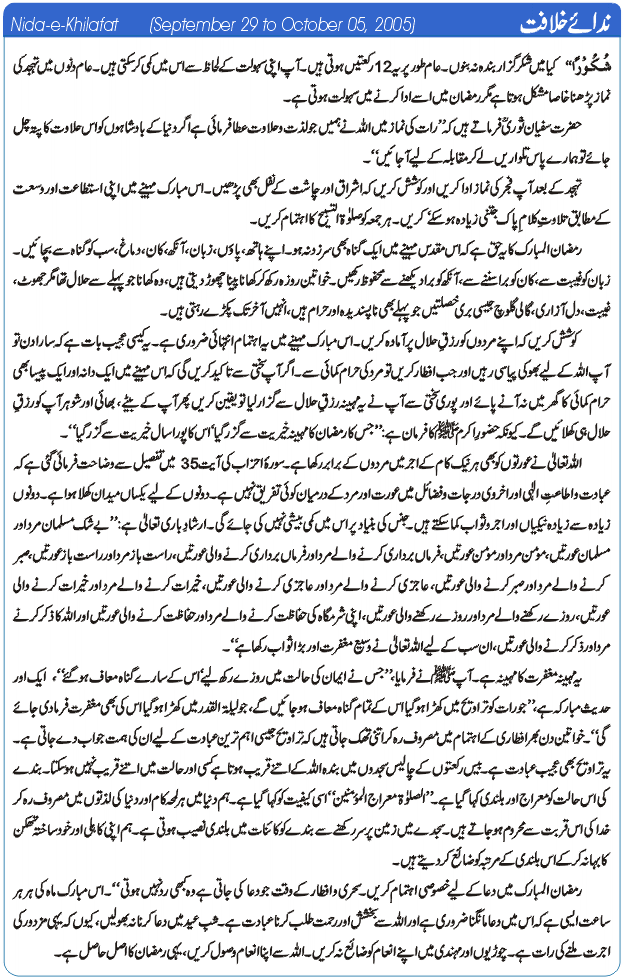 Nida-e-Khilafat (September 29 to October 05, 2005) ندائے خلافت
شَكُورًا“ کیا میں شکر گزار بندہ نہ بنوں۔ عام طور پر یہ 12 رکعتیں ہوتی ہیں۔ آپ اپنی سہولت کے لحاظ سے اس میں کمی کر سکتی ہیں۔ عام دنوں میں تہجد کی
نماز پڑھنا خاصا مشکل ہوتا ہے مگر رمضان میں اسے ادا کرنے میں سہولت ہوتی ہے۔
حضرت سفیان ثوریؒ فرماتے ہیں کہ ”رات کی نماز میں اللہ نے ہمیں جو لذت و حلاوت عطا فرمائی ہے اگر دنیا کے بادشاہوں کو اس حلاوت کا پتہ چل
جائے تو ہمارے پاس تلواریں لے کر مقابلہ کے لیے آ جائیں“۔
تہجد کے بعد آپ فجر کی نماز ادا کریں اور کوشش کریں کہ اشراق اور چاشت کے نفل بھی پڑھیں۔ اس مبارک مہینے میں اپنی استطاعت اور وسعت
کے مطابق تلاوتِ کلام پاک جتنی زیادہ ہو سکے‘ کریں۔ ہر جمعہ کو صلوٰۃ التسبیح کا اہتمام کریں۔
رمضان المبارک کا یہ حق ہے کہ اس مقدس مہینے میں ایک گناہ بھی سرزد نہ ہو۔ اپنے ہاتھ، پاؤں، زبان، آنکھ، کان، دماغ، سب کو گناہ سے بچائیں۔
زبان کو غیبت سے، کان کو برا سننے سے، آنکھ کو برا دیکھنے سے محفوظ رکھیں۔ خواتین روزہ رکھ کر کھانا پینا چھوڑ دیتی ہیں، وہ کھانا جو پہلے سے حلال تھا مگر جھوٹ،
غیبت، دل آزاری، گالی گلوچ جیسی بری خصلتیں جو پہلے بھی ناپسندیدہ اور حرام ہیں، انہیں آخر تک پکڑے رہتی ہیں۔
کوشش کریں کہ اپنے مردوں کو رزقِ حلال پر آمادہ کریں۔ اس مبارک مہینے میں یہ اہتمام انتہائی ضروری ہے۔ یہ کیسی عجیب بات ہے کہ سارا دن تو
آپ اللہ کے لیے بھوکی پیاسی رہیں اور جب افطار کریں تو مرد کی حرام کمائی سے۔ اگر آپ سختی سے تاکید کریں گی کہ اس مہینے میں ایک دانہ اور ایک پیسا بھی
حرام کمائی کا گھر میں نہ آنے پائے اور پوری سختی سے آپ نے یہ مہینہ رزقِ حلال سے گزار لیا تو یقین کریں پھر آپ کے بیٹے، بھائی اور شوہر آپ کو رزقِ
حلال ہی کھلائیں گے۔ کیونکہ حضور اکرم ﷺ کا فرمان ہے: ”جس کا رمضان کا مہینہ خیریت سے گزر گیا‘ اُس کا پورا سال خیریت سے گزر گیا“۔
اللہ تعالیٰ نے عورتوں کو بھی ہر نیک کام کے اجر میں مردوں کے برابر رکھا ہے۔ سورۂ احزاب کی آیت 35 میں تفصیل سے وضاحت فرمائی گئی ہے کہ
عبادت و اطاعتِ الٰہی اور اخروی درجات و فضائل میں عورت اور مرد کے درمیان کوئی تفریق نہیں ہے۔ دونوں کے لیے یکساں میدان کھلا ہوا ہے۔ دونوں
زیادہ سے زیادہ نیکیاں اور اجر و ثواب کما سکتے ہیں۔ جنس کی بنیاد پر اس میں کمی بیشی نہیں کی جائے گی۔ ارشادِ باری تعالیٰ ہے: ”بے شک مسلمان مرد اور
مسلمان عورتیں، مؤمن مرد اور مؤمن عورتیں، فرماں برداری کرنے والے مرد اور فرماں برداری کرنے والی عورتیں، راست باز مرد اور راست باز عورتیں، صبر
کرنے والے مرد اور صبر کرنے والی عورتیں، عاجزی کرنے والے مرد اور عاجزی کرنے والی عورتیں، خیرات کرنے والے مرد اور خیرات کرنے والی
عورتیں، روزے رکھنے والے مرد اور روزے رکھنے والی عورتیں، اپنی شرمگاہ کی حفاظت کرنے والے مرد اور حفاظت کرنے والی عورتیں اور اللہ کا ذکر کرنے
مرد اور ذکر کرنے والی عورتیں، ان سب کے لیے اللہ تعالیٰ نے وسیع مغفرت اور بڑا ثواب رکھا ہے“۔
یہ مہینہ مغفرت کا مہینہ ہے۔ آپ ﷺ نے فرمایا، ”جس نے ایمان کی حالت میں روزے رکھ لیے‘ اس کے سارے گناہ معاف ہو گئے“، ایک اور
حدیث مبارکہ ہے، ”جو رات کو تراویح میں کھڑا ہو گیا اس کے تمام گناہ معاف ہو جائیں گے، جو لیلۃ القدر میں کھڑا ہو گیا اس کی بھی مغفرت فرما دی جائے
گی“۔ خواتین دن بھر افطاری کے اہتمام میں مصروف رہ کر اتنی تھک جاتی ہیں کہ تراویح جیسی اہم ترین عبادت کے لیے ان کی ہمت جواب دے جاتی ہے۔
یہ تراویح بھی عجیب عبادت ہے۔ بیس رکعتوں کے چالیس سجدوں میں بندہ اللہ کے اتنے قریب ہوتا ہے کسی اور حالت میں اتنے قریب نہیں ہو سکتا۔ بندے
کی اس حالت کو معراج اور بلندی کہا گیا ہے۔ ”الصلوٰۃ معراج المؤمنین“ اسی کیفیت کو کہا گیا ہے۔ ہم دنیا میں ہر لمحہ کام اور دنیا کی لذتوں میں مصروف رہ کر
خدا کی اس قربت سے محروم ہو جاتے ہیں۔ سجدے میں زمین پر سر رکھنے سے بندے کو کائنات میں بلندی نصیب ہوتی ہے۔ ہم اپنی کاہلی اور خود ساختہ تھکن
کا بہانہ کر کے اس بلندی کے مرتبہ کو ضائع کر دیتے ہیں۔
رمضان المبارک میں دعا کے لیے خصوصی اہتمام کریں۔ سحری و افطار کے وقت جو دعا کی جاتی ہے وہ کبھی رد نہیں ہوتی“۔ اس مبارک ماہ کی ہر ہر
ساعت ایسی ہے کہ اس میں دعا مانگنا ضروری ہے اور اللہ سے بخشش اور رحمت طلب کرنا عبادت ہے۔ شبِ عید میں دعا کرنا نہ بھولیں، کیوں کہ یہی مزدور کی
اجرت ملنے کی رات ہے۔ چوڑیوں اور مہندی میں اپنے انعام کو ضائع نہ کریں۔ اللہ سے اپنا انعام وصول کریں، یہی رمضان کا اصل حاصل ہے۔